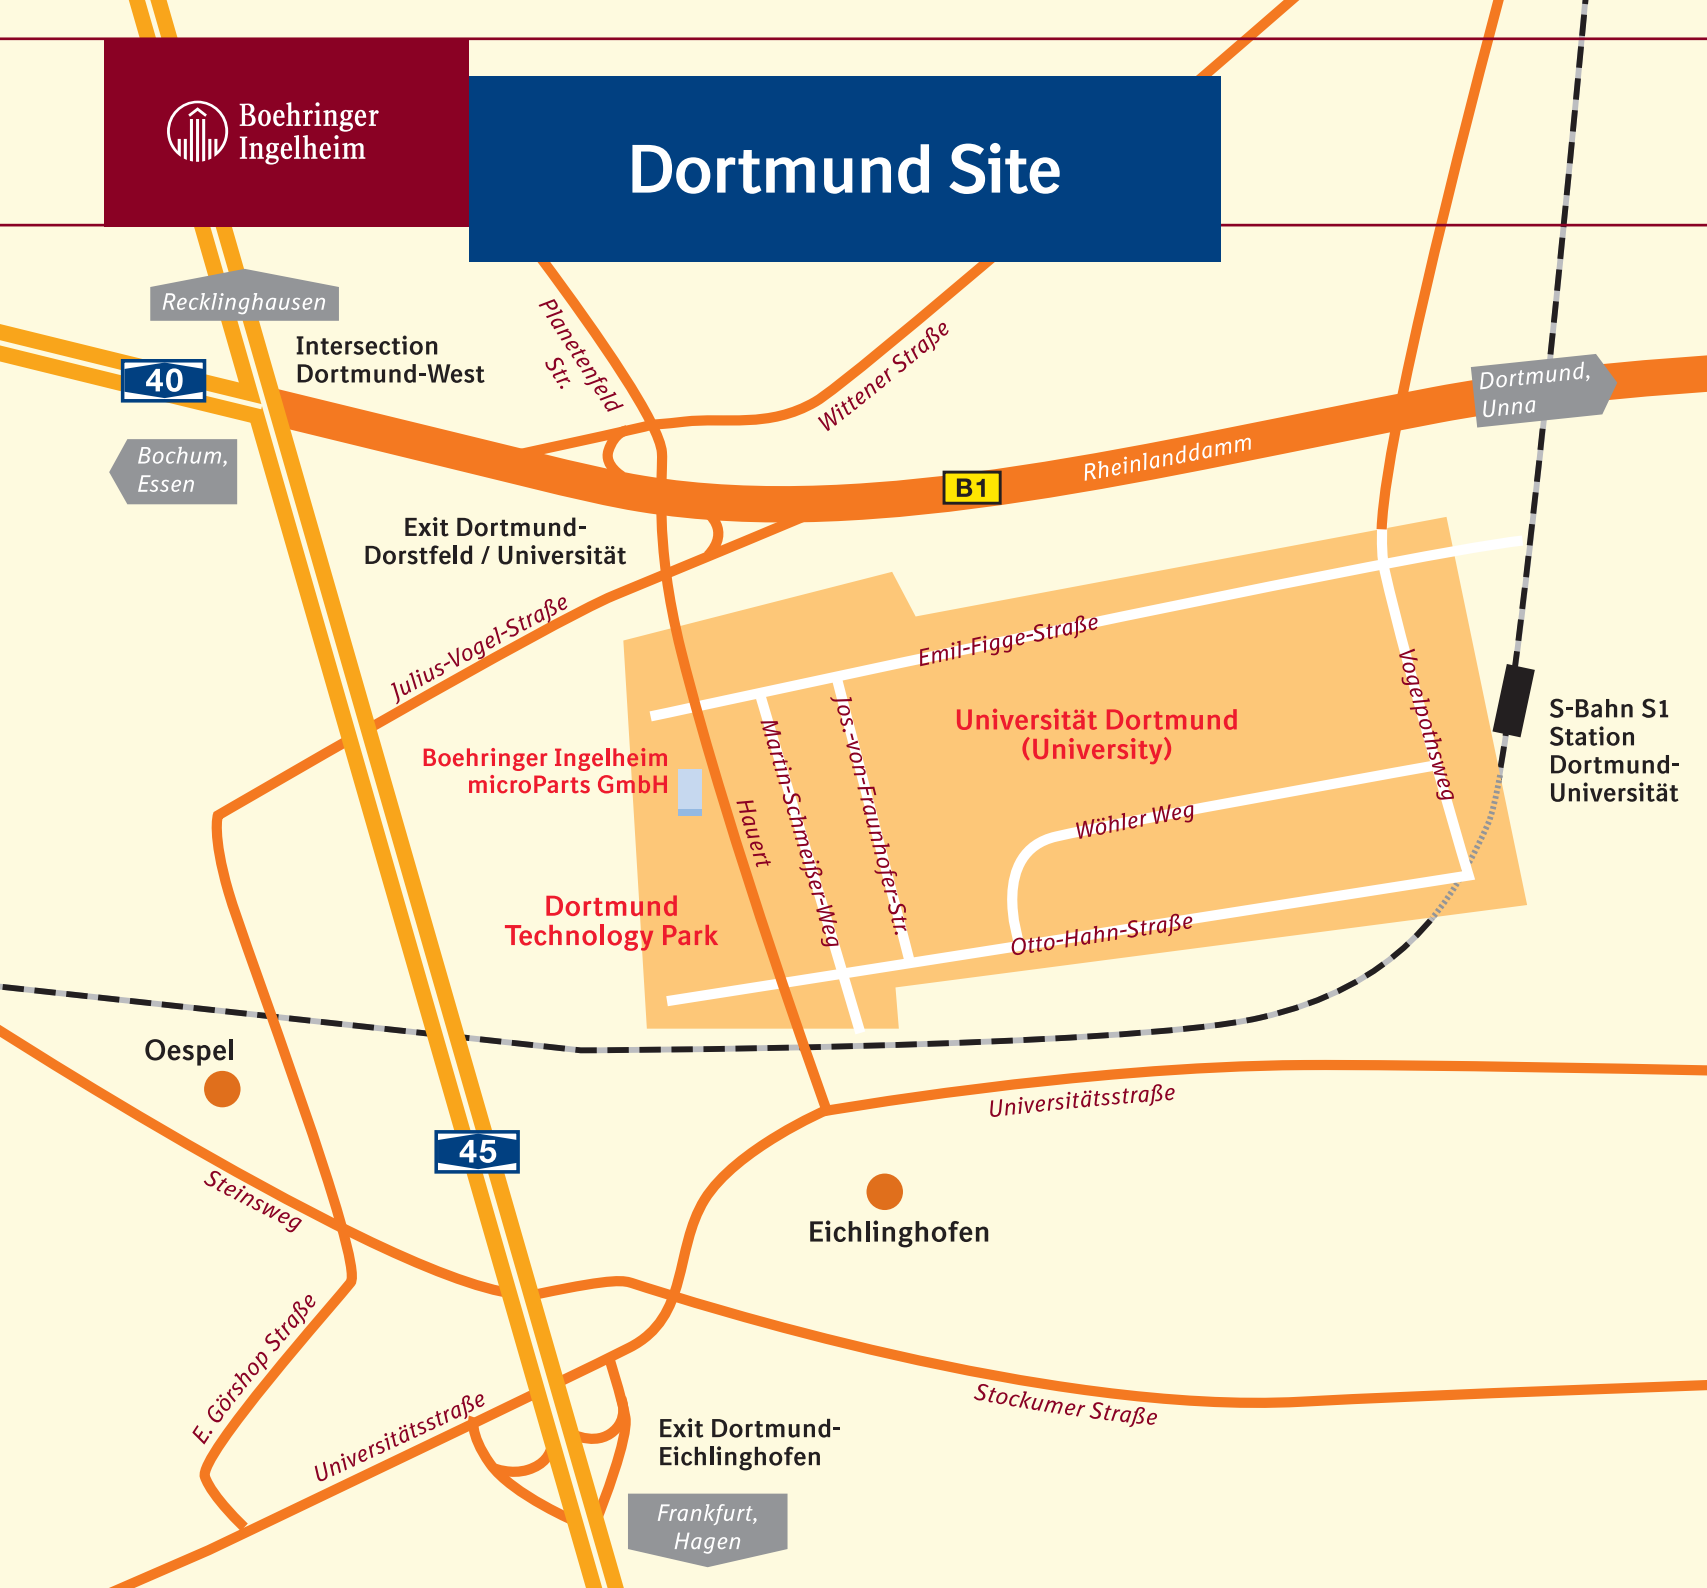 Boehringer
Ingelheim
Dortmund Site
Recklinghausen
Planetenfeld
Str.
Wittener Straße
Intersection
Dortmund-West
40
Dortmund,
Unna
Bochum,
Essen
Rheinlanddamm
B1
Exit Dortmund-
Dorstfeld / Universität
Julius-Vogel-Straße
Emil-Figge-Straße
Vogelpothsweg
Universität Dortmund
(University)
S-Bahn S1
Station
Dortmund-
Universität
Boehringer Ingelheim
microParts GmbH
Hauert
Martin-Schmeißer-Weg
Jos.-von-Fraunhofer-Str.
Wöhler Weg
Dortmund
Technology Park
Otto-Hahn-Straße
Oespel
Universitätsstraße
45
Steinsweg
Eichlinghofen
E. Görshop Straße
Universitätsstraße
Stockumer Straße
Exit Dortmund-
Eichlinghofen
Frankfurt,
Hagen